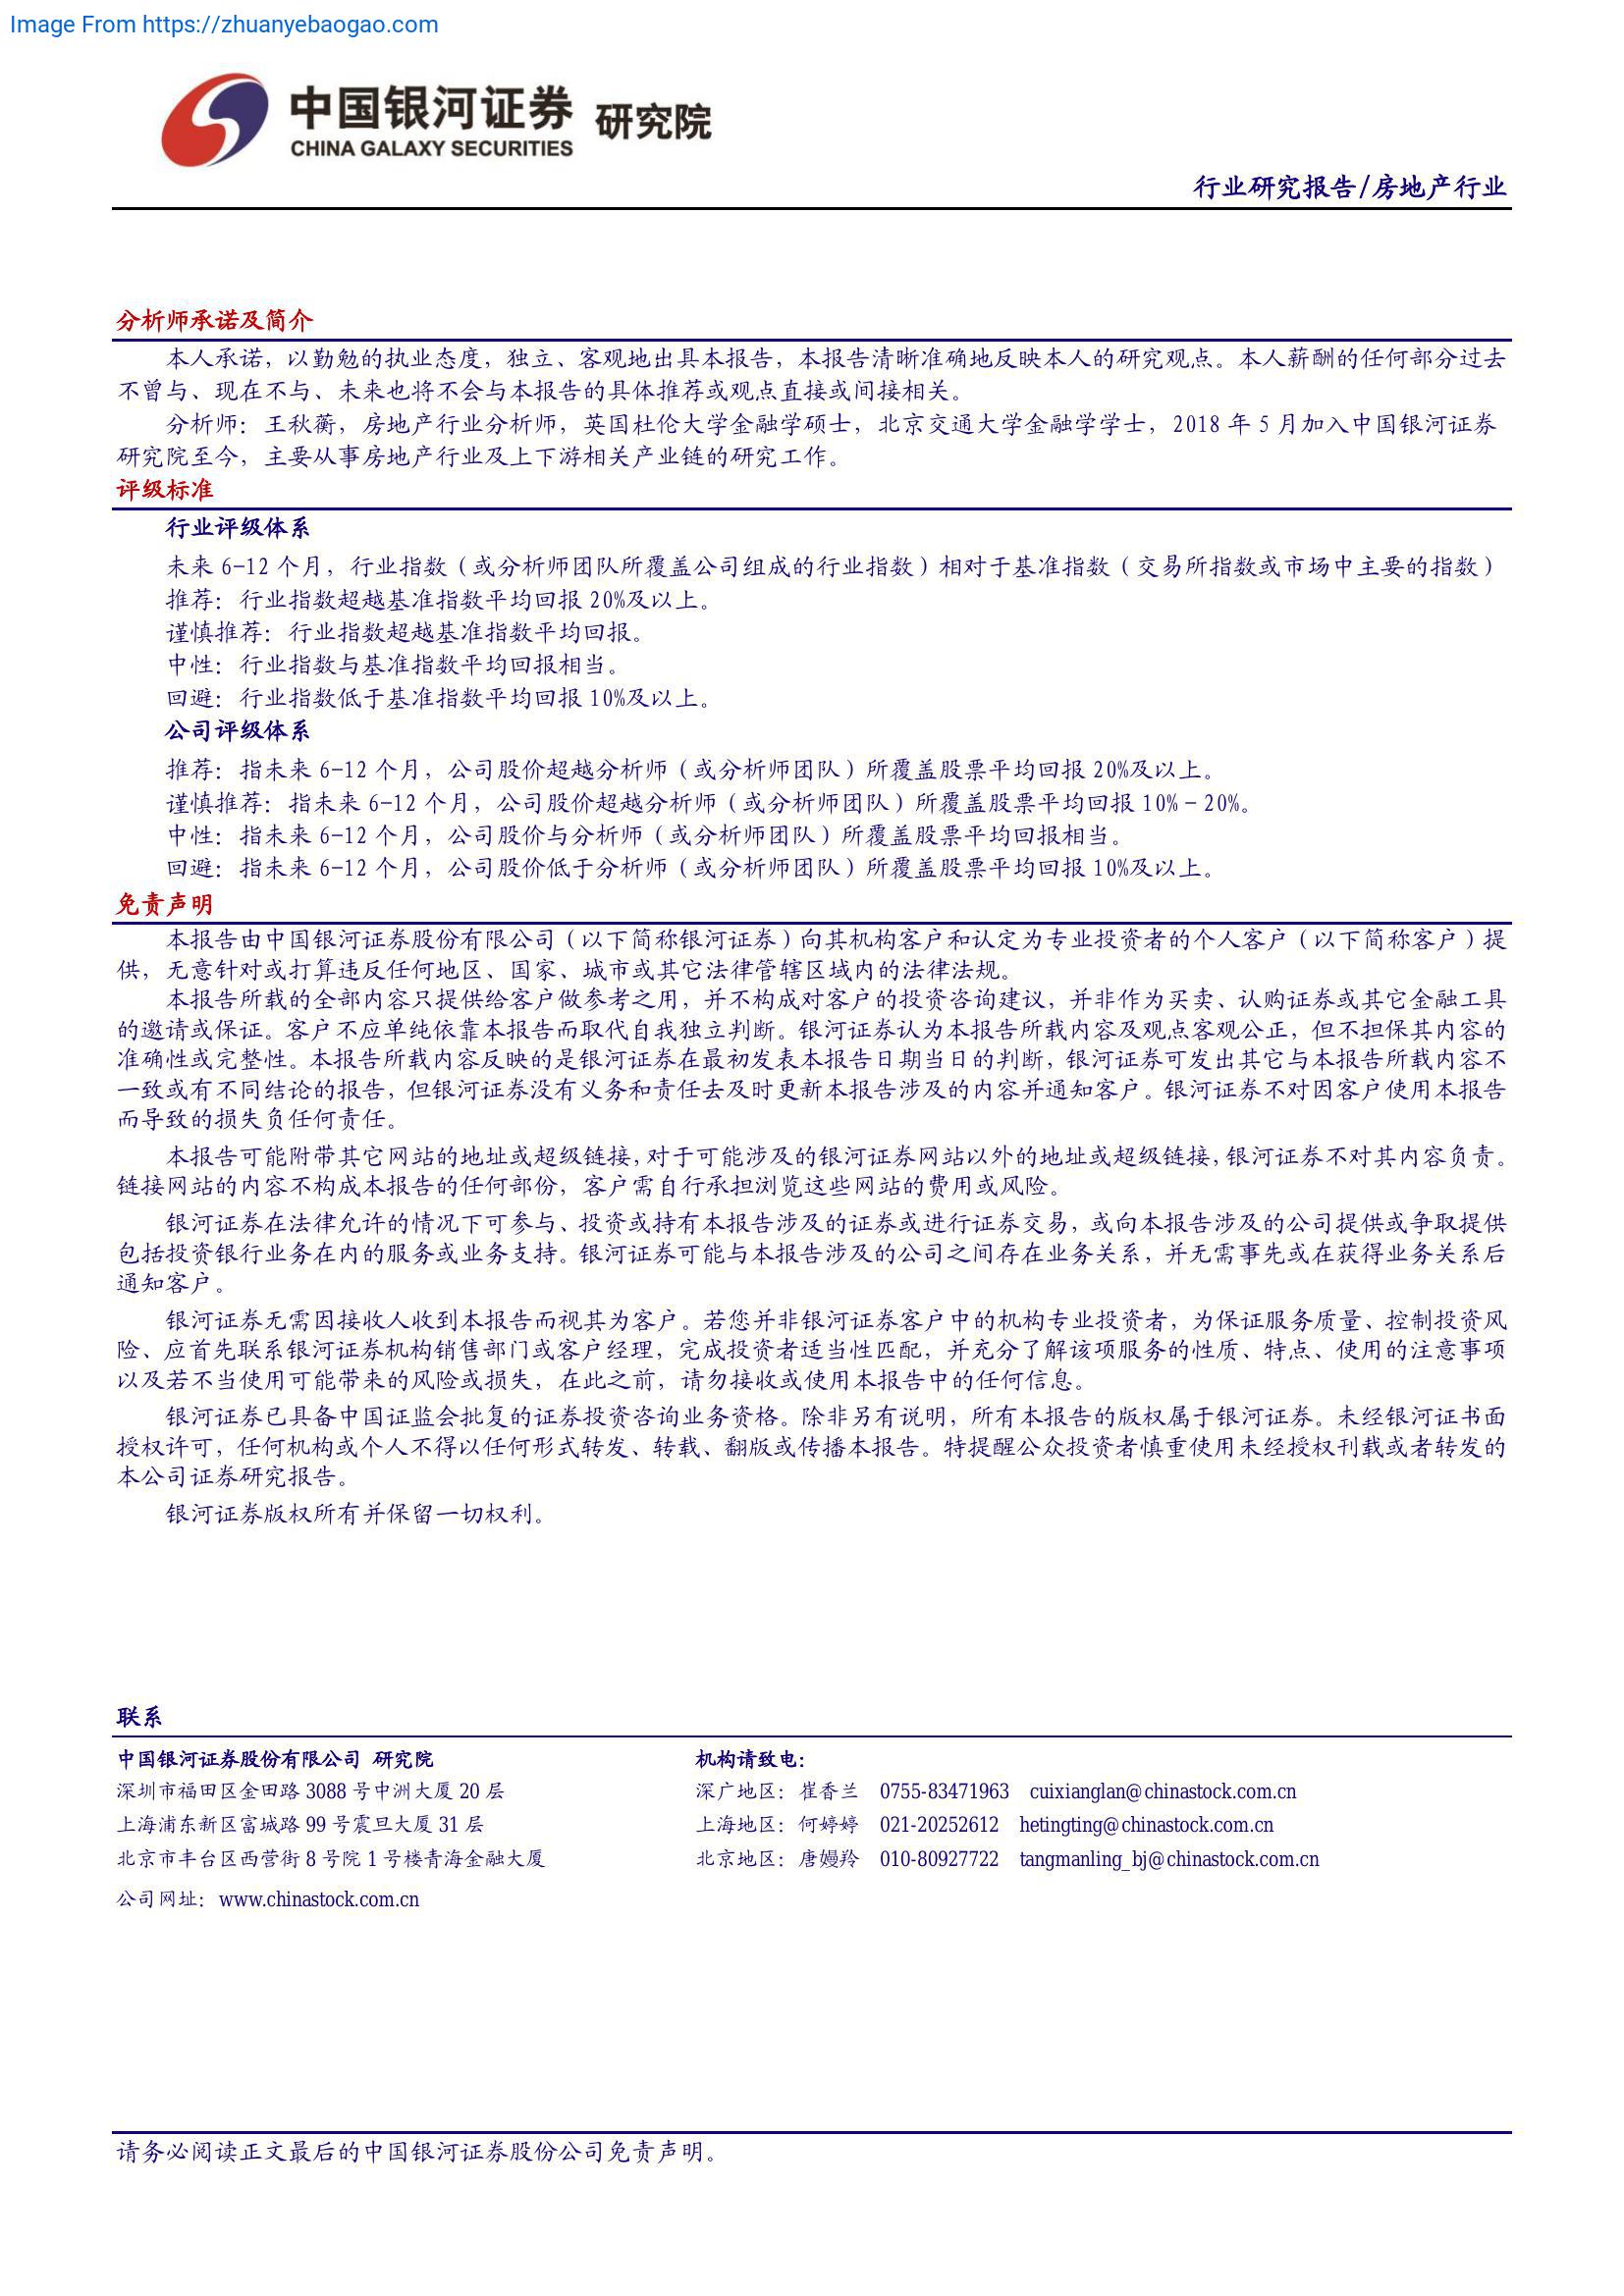 Image From https://zhuanyebaogao.com
中国银河证券 研究院
CHINA GALAXY SECURITIES
行业研究报告/房地产行业
分析师承诺及简介
本人承诺，以勤勉的执业态度，独立、客观地出具本报告，本报告清晰准确地反映本人的研究观点。本人薪酬的任何部分过去
不曾与、现在不与、未来也将不会与本报告的具体推荐或观点直接或间接相关。
分析师：王秋蘅，房地产行业分析师，英国杜伦大学金融学硕士，北京交通大学金融学学士，2018 年 5 月加入中国银河证券
研究院至今，主要从事房地产行业及上下游相关产业链的研究工作。
评级标准
行业评级体系
未来 6-12 个月，行业指数（或分析师团队所覆盖公司组成的行业指数）相对于基准指数（交易所指数或市场中主要的指数）
推荐：行业指数超越基准指数平均回报 20%及以上。
谨慎推荐：行业指数超越基准指数平均回报。
中性：行业指数与基准指数平均回报相当。
回避：行业指数低于基准指数平均回报 10%及以上。
公司评级体系
推荐：指未来 6-12 个月，公司股价超越分析师（或分析师团队）所覆盖股票平均回报 20%及以上。
谨慎推荐：指未来 6-12 个月，公司股价超越分析师（或分析师团队）所覆盖股票平均回报 10%－20%。
中性：指未来 6-12 个月，公司股价与分析师（或分析师团队）所覆盖股票平均回报相当。
回避：指未来 6-12 个月，公司股价低于分析师（或分析师团队）所覆盖股票平均回报 10%及以上。
免责声明
本报告由中国银河证券股份有限公司（以下简称银河证券）向其机构客户和认定为专业投资者的个人客户（以下简称客户）提
供，无意针对或打算违反任何地区、国家、城市或其它法律管辖区域内的法律法规。
本报告所载的全部内容只提供给客户做参考之用，并不构成对客户的投资咨询建议，并非作为买卖、认购证券或其它金融工具
的邀请或保证。客户不应单纯依靠本报告而取代自我独立判断。银河证券认为本报告所载内容及观点客观公正，但不担保其内容的
准确性或完整性。本报告所载内容反映的是银河证券在最初发表本报告日期当日的判断，银河证券可发出其它与本报告所载内容不
一致或有不同结论的报告，但银河证券没有义务和责任去及时更新本报告涉及的内容并通知客户。银河证券不对因客户使用本报告
而导致的损失负任何责任。
本报告可能附带其它网站的地址或超级链接，对于可能涉及的银河证券网站以外的地址或超级链接，银河证券不对其内容负责。
链接网站的内容不构成本报告的任何部份，客户需自行承担浏览这些网站的费用或风险。
银河证券在法律允许的情况下可参与、投资或持有本报告涉及的证券或进行证券交易，或向本报告涉及的公司提供或争取提供
包括投资银行业务在内的服务或业务支持。银河证券可能与本报告涉及的公司之间存在业务关系，并无需事先或在获得业务关系后
通知客户。
银河证券无需因接收人收到本报告而视其为客户。若您并非银河证券客户中的机构专业投资者，为保证服务质量、控制投资风
险、应首先联系银河证券机构销售部门或客户经理，完成投资者适当性匹配，并充分了解该项服务的性质、特点、使用的注意事项
以及若不当使用可能带来的风险或损失，在此之前，请勿接收或使用本报告中的任何信息。
银河证券已具备中国证监会批复的证券投资咨询业务资格。除非另有说明，所有本报告的版权属于银河证券。未经银河证书面
授权许可，任何机构或个人不得以任何形式转发、转载、翻版或传播本报告。特提醒公众投资者慎重使用未经授权刊载或者转发的
本公司证券研究报告。
银河证券版权所有并保留一切权利。
联系
中国银河证券股份有限公司 研究院 机构请致电：
深圳市福田区金田路 3088 号中洲大厦 20 层 深广地区：崔香兰 0755-83471963 cuixianglan@chinastock.com.cn
上海浦东新区富城路 99 号震旦大厦 31 层 上海地区：何婷婷 021-20252612 hetingting@chinastock.com.cn
北京市丰台区西营街 8 号院 1 号楼青海金融大厦 北京地区：唐嫚羚 010-80927722 tangmanling_bj@chinastock.com.cn
公司网址：www.chinastock.com.cn
请务必阅读正文最后的中国银河证券股份公司免责声明。